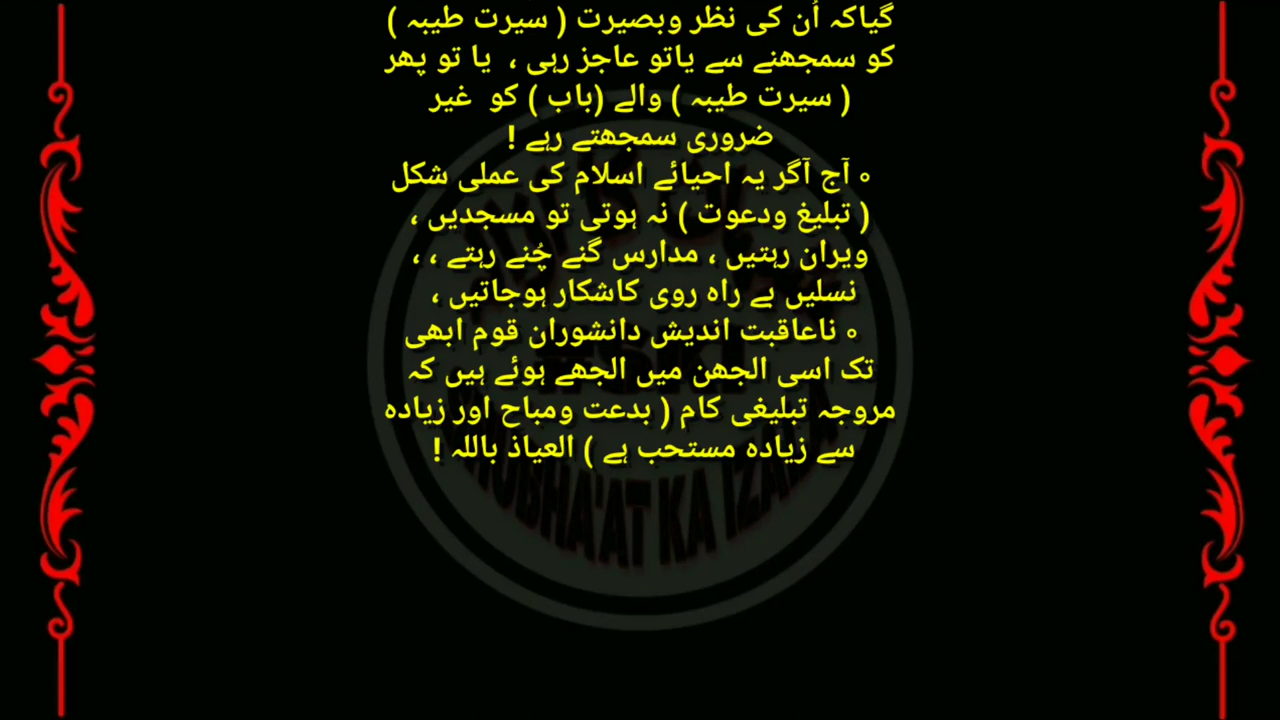 گیاکہ اُن کی نظر وبصیرت ( سیرت طیبہ )
کو سمجھنے سے یاتو عاجز رہی ، یا تو پھر
( سیرت طیبہ ) والے (باب ) کو غیر
ضروری سمجھتے رہے !
° آج آگر یہ احیائے اسلام کی عملی شکل
( تبلیغ ودعوت ) نہ ہوتی تو مسجدیں ،
ویران رہتیں ، مدارس گنے چُنے رہتے ، ،
نسلیں بے راہ روی کاشکار ہوجاتیں ،
° ناعاقبت اندیش دانشوران قوم ابھی
تک اسی الجھن میں الجھے ہوئے ہیں کہ
مروجہ تبلیغی کام ( بدعت ومباح اور زیادہ
سے زیادہ مستحب ہے ) العیاذ باللہ !
SHUBHA'AT KA IZALA